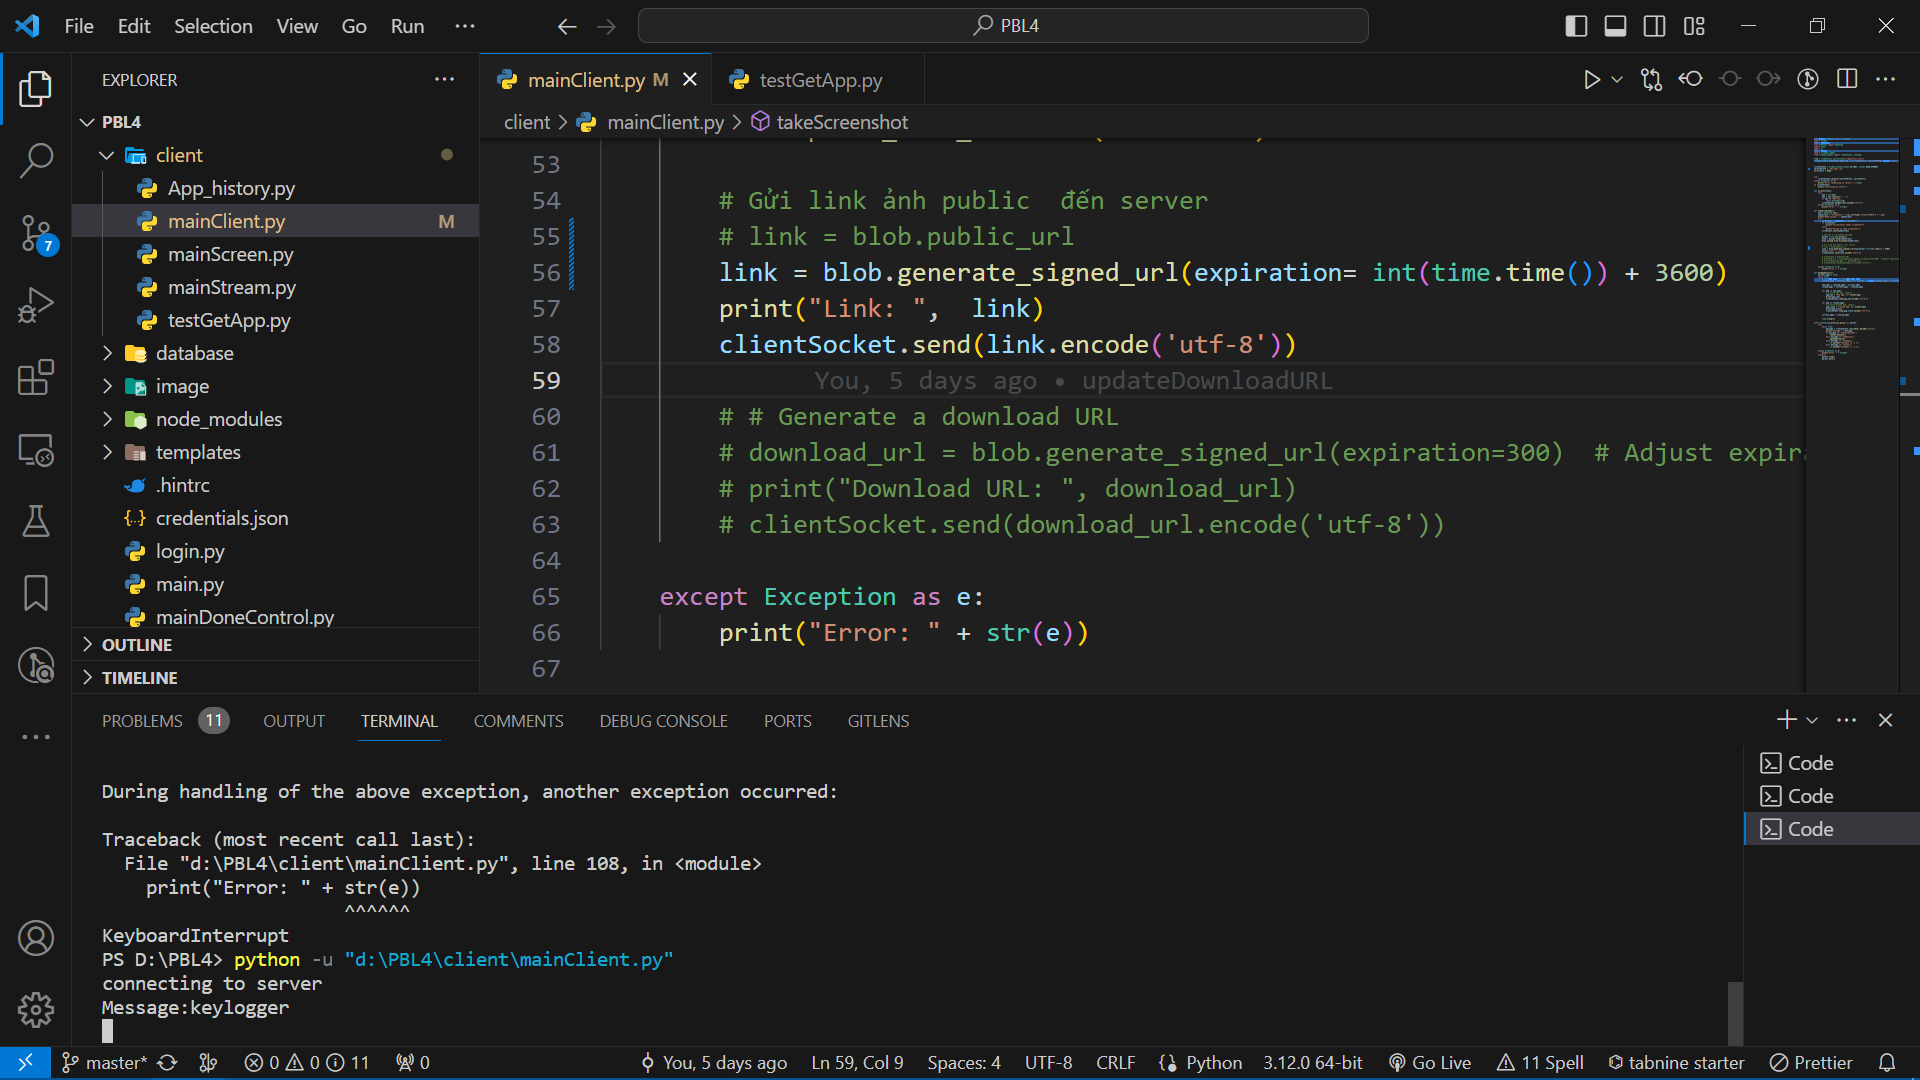 File Edit Selection View Go Run ···
PBL4
EXPLORER
PBL4
client
App_history.py
mainClient.py M
mainScreen.py
mainStream.py
testGetApp.py
database
image
node_modules
templates
.hintrc
credentials.json
login.py
main.py
mainDoneControl.py
OUTLINE
TIMELINE
7
mainClient.py M
testGetApp.py
client > mainClient.py > takeScreenshot
53
54 # Gửi link ảnh public  đến server
55 # link = blob.public_url
56 link = blob.generate_signed_url(expiration= int(time.time()) + 3600)
57 print("Link: ",  link)
58 clientSocket.send(link.encode('utf-8'))
59 You, 5 days ago • updateDownloadURL
60 # # Generate a download URL
61 # download_url = blob.generate_signed_url(expiration=300)  # Adjust expir
62 # print("Download URL: ", download_url)
63 # clientSocket.send(download_url.encode('utf-8'))
64
65 except Exception as e:
66 print("Error: " + str(e))
67
PROBLEMS 11 OUTPUT TERMINAL COMMENTS DEBUG CONSOLE PORTS GITLENS
During handling of the above exception, another exception occurred:
Traceback (most recent call last):
File "d:\PBL4\client\mainClient.py", line 108, in <module>
print("Error: " + str(e))
^^^^^^
KeyboardInterrupt
PS D:\PBL4> python -u "d:\PBL4\client\mainClient.py"
connecting to server
Message:keylogger
Code
Code
Code
master* 0 0 11 0 You, 5 days ago Ln 59, Col 9 Spaces: 4 UTF-8 CRLF Python 3.12.0 64-bit Go Live 11 Spell tabnine starter Prettier